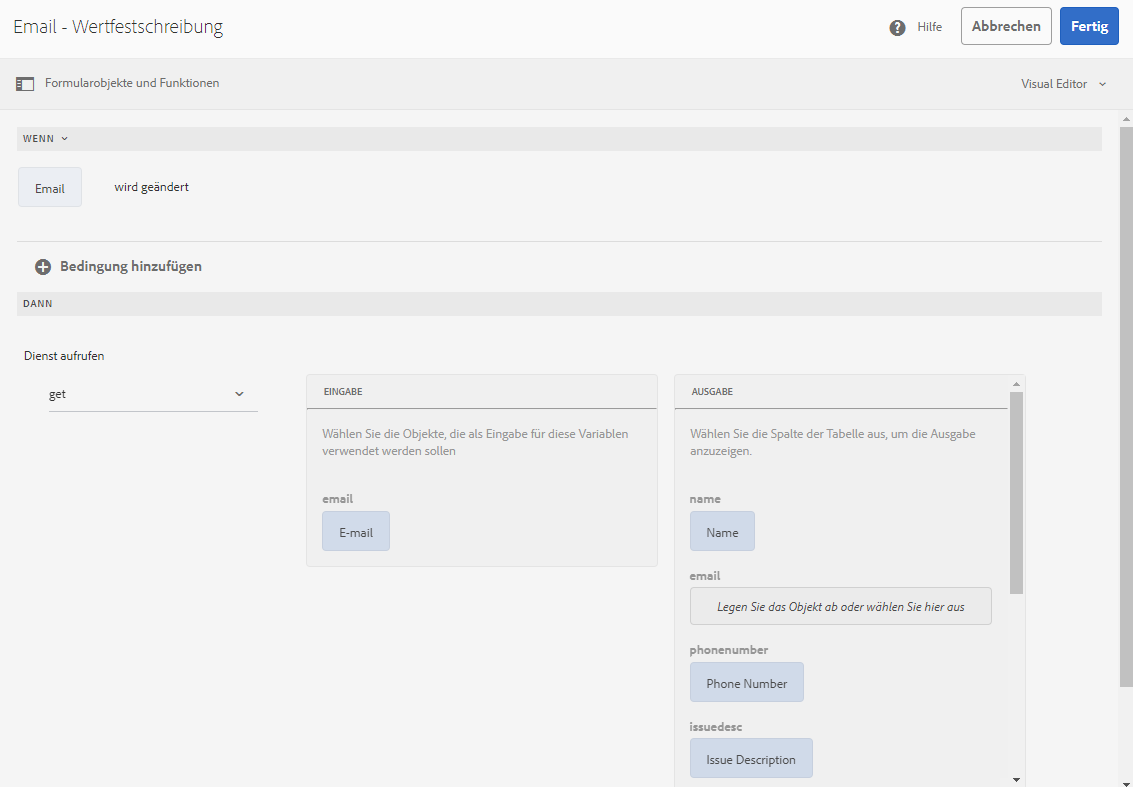 Email - Wertfestschreibung
? Hilfe
Abbrechen
Fertig
Formularobjekte und Funktionen
Visual Editor
WENN
Email
wird geändert
Bedingung hinzufügen
DANN
Dienst aufrufen
get
EINGABE
Wählen Sie die Objekte, die als Eingabe für diese Variablen
verwendet werden sollen
email
E-mail
AUSGABE
Wählen Sie die Spalte der Tabelle aus, um die Ausgabe
anzuzeigen.
name
Name
email
Legen Sie das Objekt ab oder wählen Sie hier aus
phonenumber
Phone Number
issuedesc
Issue Description